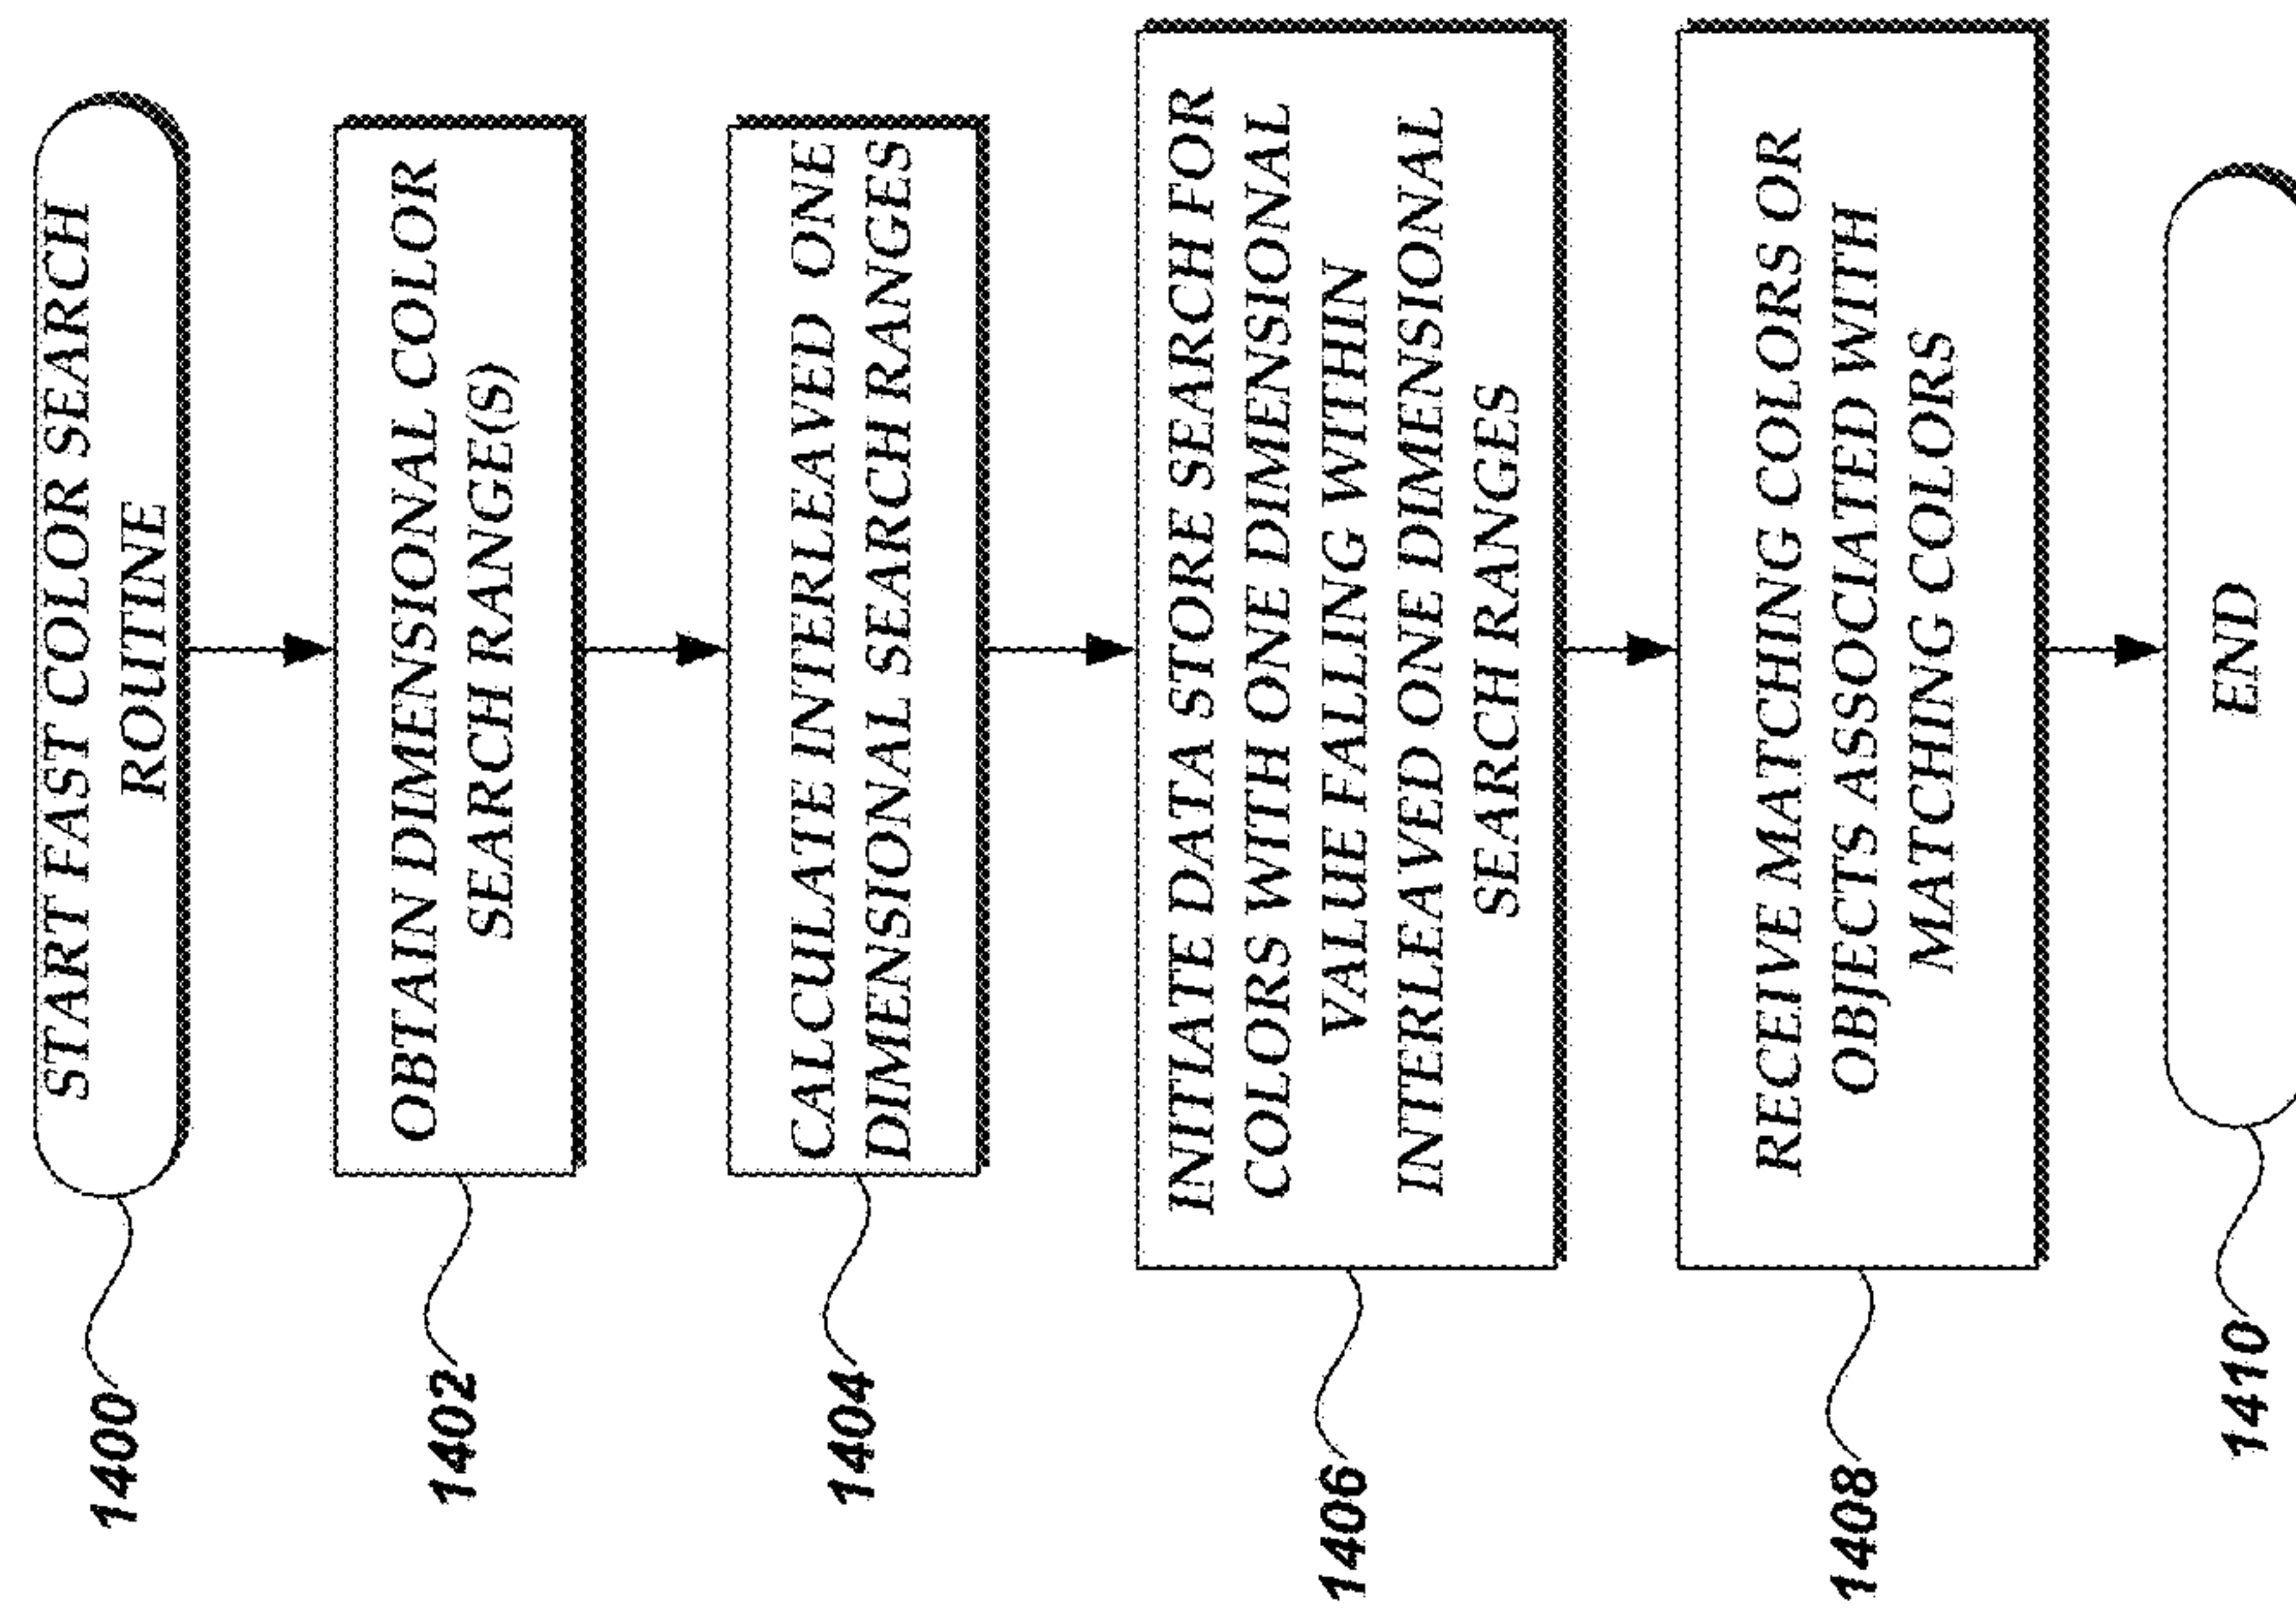 START FAST COLOR SEARCH
ROUTINE
1400
OBTAIN DIMENSIONAL COLOR
SEARCH RANGE(S)
1402
CALCULATE INTERLEAVED ONE
DIMENSIONAL SEARCH RANGES
1404
INITIATE DATA STORE SEARCH FOR
COLORS WITH ONE DIMENSIONAL
VALUE FALLING WITHIN
INTERLEAVED ONE DIMENSIONAL
SEARCH RANGES
1406
RECEIVE MATCHING COLORS OR
OBJECTS ASSOCIATED WITH
MATCHING COLORS
1408
END
1410